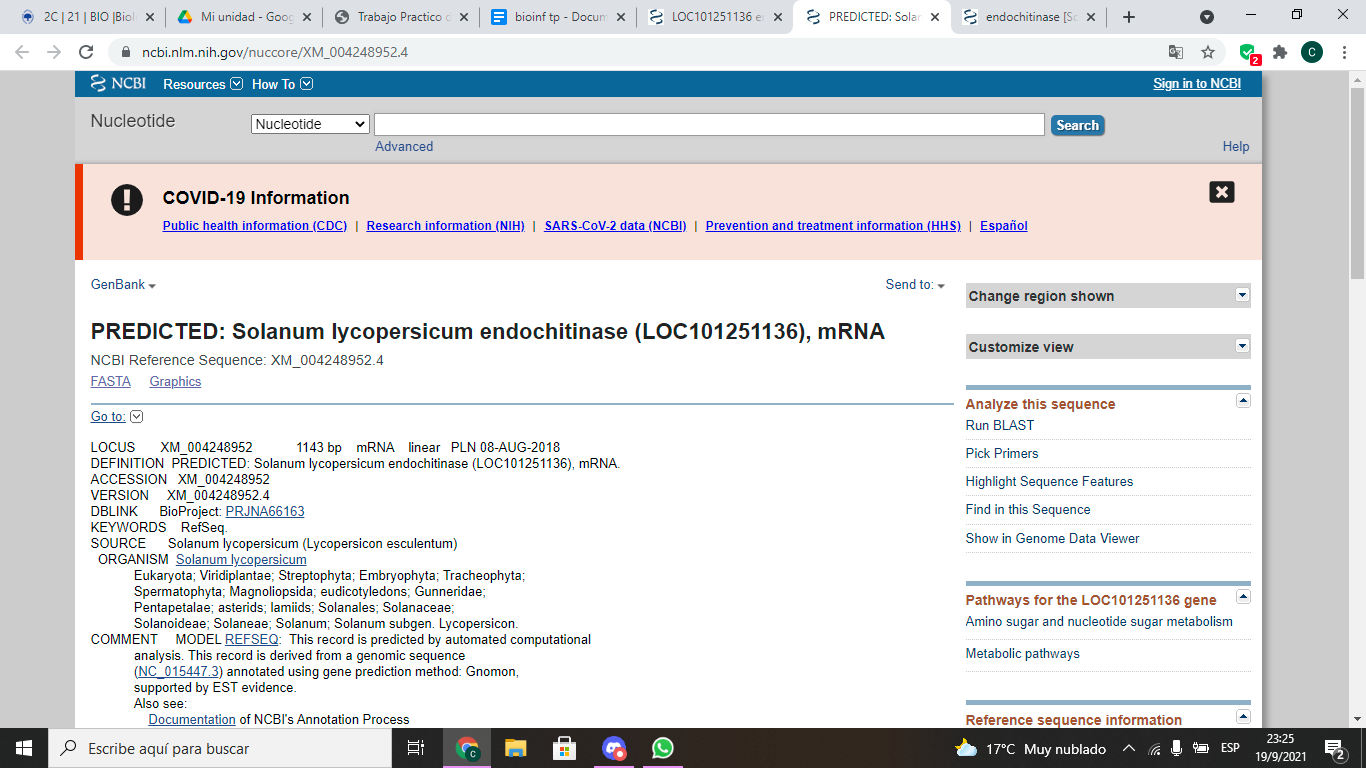 2C | 21 | BIO |Biol
Mi unidad - Goog
Trabajo Practico d
bioinf tp - Docum
LOC101251136 e
PREDICTED: Solan
endochitinase [So
ncbi.nlm.nih.gov/nuccore/XM_004248952.4
2
C
NCBI Resources How To Sign in to NCBI
Nucleotide
Nucleotide Search
Advanced Help
COVID-19 Information
Public health information (CDC) | Research information (NIH) | SARS-CoV-2 data (NCBI) | Prevention and treatment information (HHS) | Español
GenBank Send to:
Change region shown
PREDICTED: Solanum lycopersicum endochitinase (LOC101251136), mRNA
NCBI Reference Sequence: XM_004248952.4
FASTA Graphics
Customize view
Go to:
Analyze this sequence
Run BLAST
Pick Primers
Highlight Sequence Features
Find in this Sequence
Show in Genome Data Viewer
LOCUS XM_004248952 1143 bp mRNA linear PLN 08-AUG-2018
DEFINITION PREDICTED: Solanum lycopersicum endochitinase (LOC101251136), mRNA.
ACCESSION XM_004248952
VERSION XM_004248952.4
DBLINK BioProject: PRJNA66163
KEYWORDS RefSeq.
SOURCE Solanum lycopersicum (Lycopersicon esculentum)
ORGANISM Solanum lycopersicum
Eukaryota; Viridiplantae; Streptophyta; Embryophyta; Tracheophyta;
Spermatophyta; Magnoliopsida; eudicotyledons; Gunneridae;
Pentapetalae; asterids; lamiids; Solanales; Solanaceae;
Solanoideae; Solaneae; Solanum; Solanum subgen. Lycopersicon.
COMMENT MODEL REFSEQ: This record is predicted by automated computational
analysis. This record is derived from a genomic sequence
(NC_015447.3) annotated using gene prediction method: Gnomon,
supported by EST evidence.
Also see:
Documentation of NCBI's Annotation Process
Pathways for the LOC101251136 gene
Amino sugar and nucleotide sugar metabolism
Metabolic pathways
Reference sequence information
Escribe aquí para buscar
C
17°C Muy nublado
ESP
23:25
19/9/2021
2